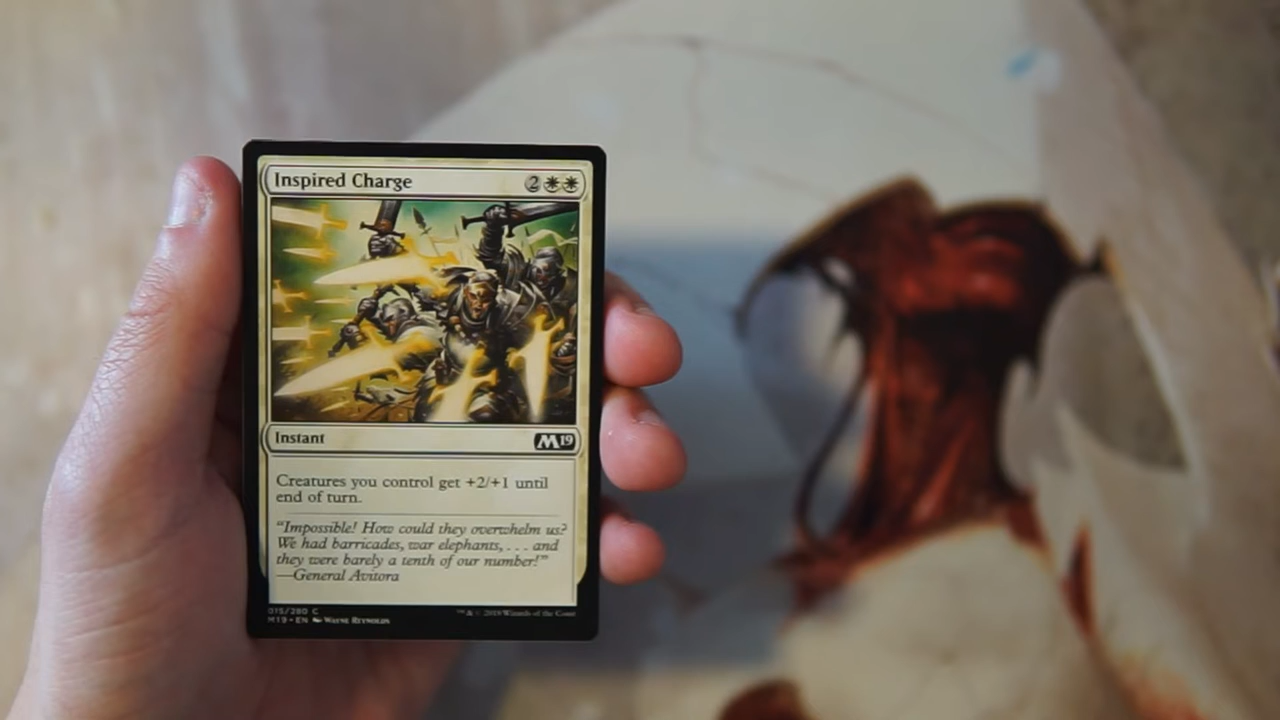 Inspired Charge 2
Instant M19
Creatures you control get +2/+1 until
end of turn.
"Impossible! How could they overwhelm us?
We had barricades, war elephants, . . . and
they were barely a tenth of our number!"
—General Avitora
015/280 C
M19 • EN Wayne Reynolds
™ & © 2018 Wizards of the Coast